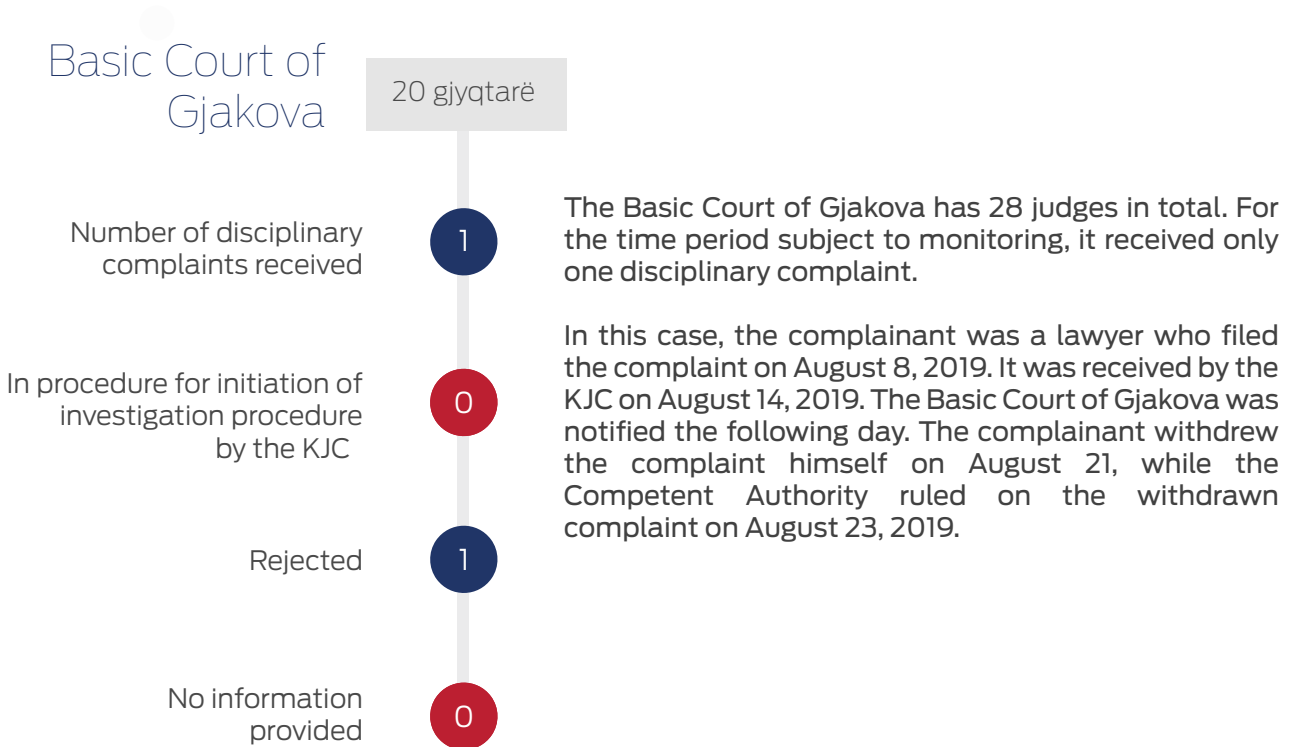 Basic Court of
Gjakova
20 gjyqtarë
Number of disciplinary
complaints received
1
In procedure for initiation of
investigation procedure
by the KJC
0
Rejected
1
No information
provided
0
The Basic Court of Gjakova has 28 judges in total. For
the time period subject to monitoring, it received only
one disciplinary complaint.
In this case, the complainant was a lawyer who filed
the complaint on August 8, 2019. It was received by the
KJC on August 14, 2019. The Basic Court of Gjakova was
notified the following day. The complainant withdrew
the complaint himself on August 21, while the
Competent Authority ruled on the withdrawn
complaint on August 23, 2019.